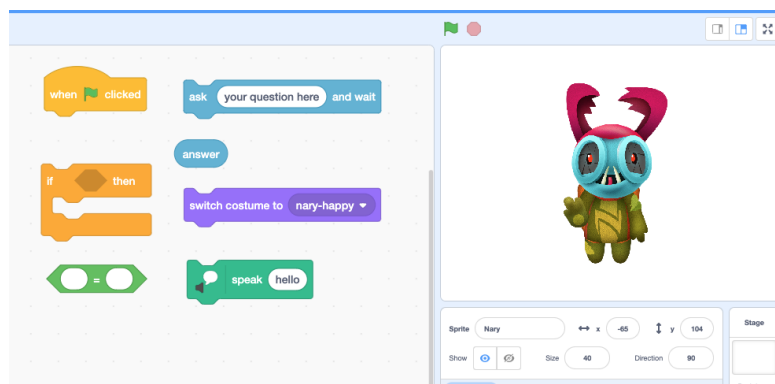 when clicked
ask your question here and wait
answer
if then
switch costume to nary-happy
=
speak hello
Sprite Nary x -65 y 104
Show Size 40 Direction 90
Stage